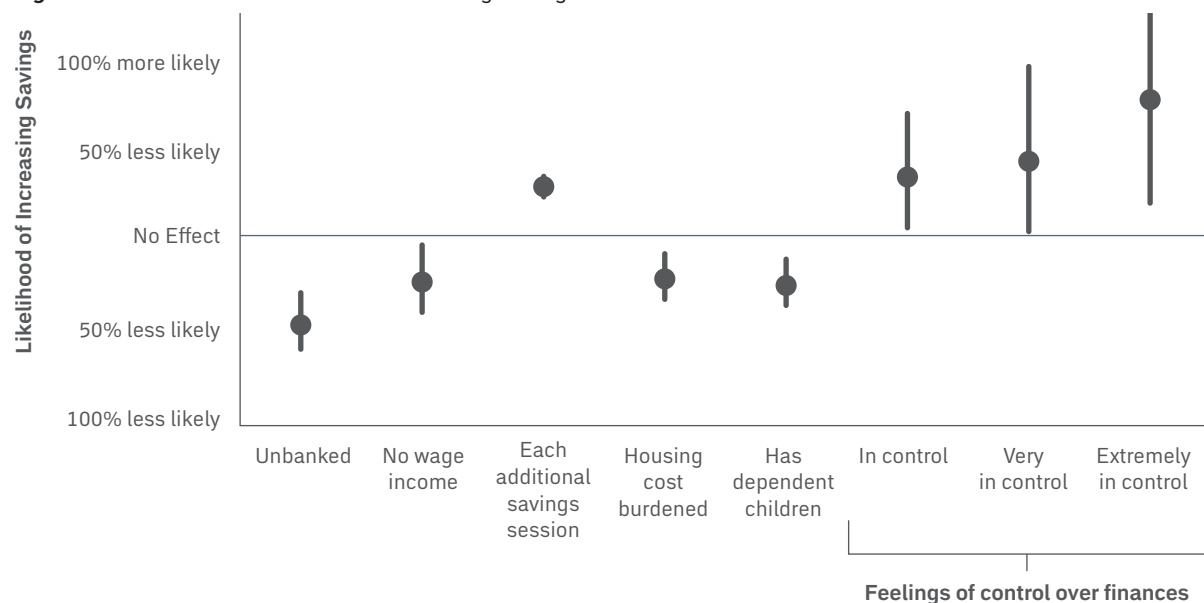 Likelihood of Increasing Savings
100% more likely
50% less likely
No Effect
50% less likely
100% less likely
Unbanked
No wage
income
Each
additional
savings
session
Housing
cost
burdened
Has
dependent
children
In control
Very
in control
Extremely
in control
Feelings of control over finances